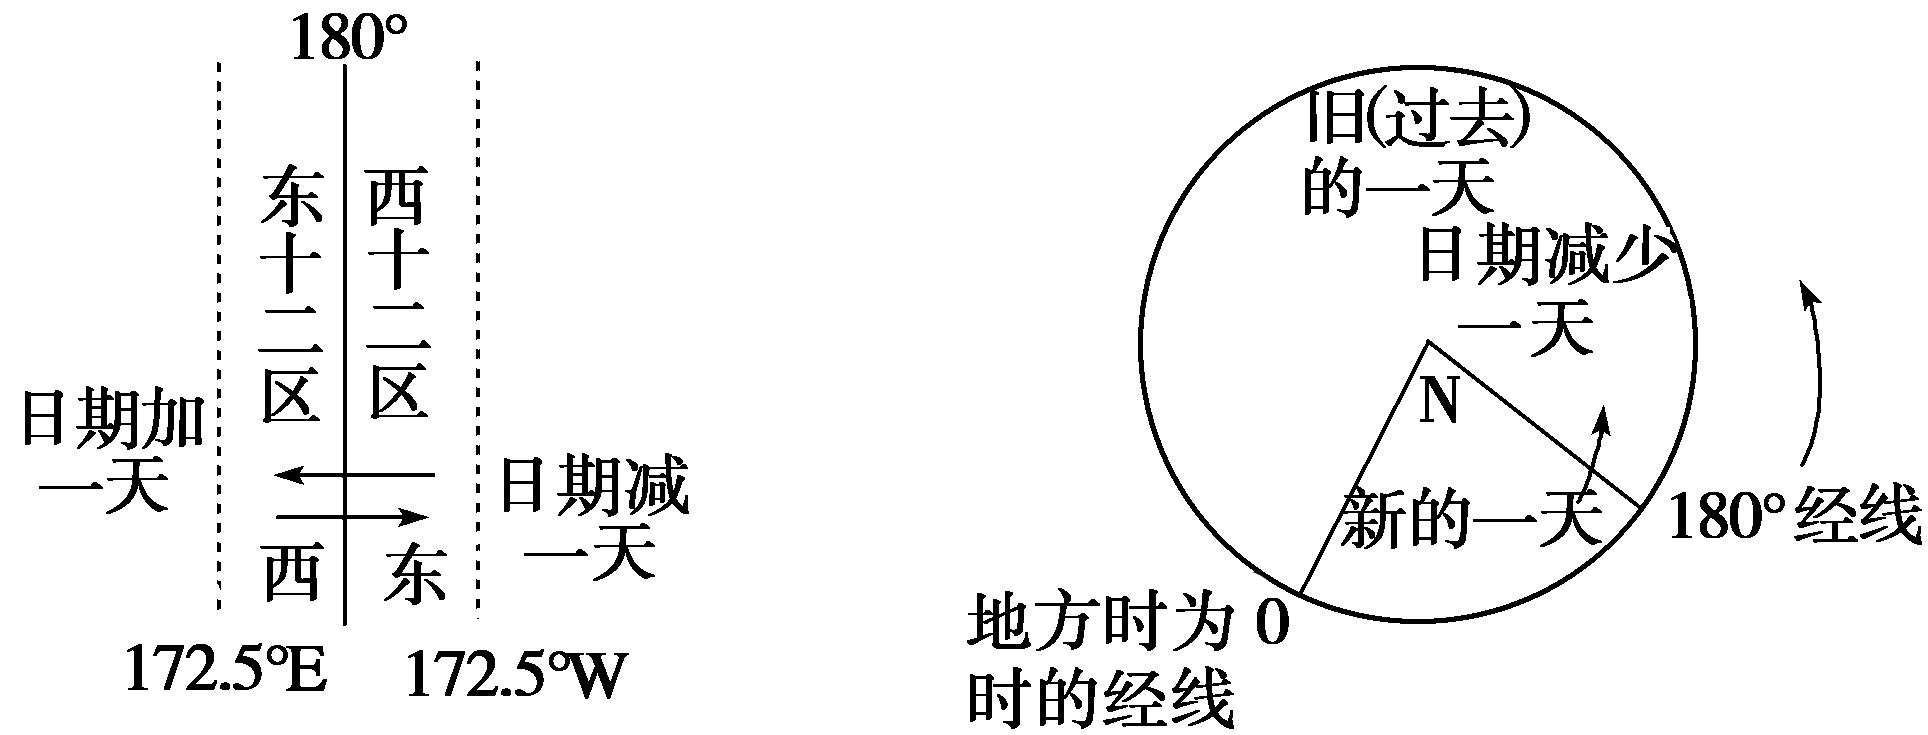 180°
东十二区
西十二区
日期加
一天
日期减
一天
西
东
172.5°E
172.5°W
旧(过去)
的一天
日期减少
一天
N
新的一天
180°经线
地方时为 0
时的经线